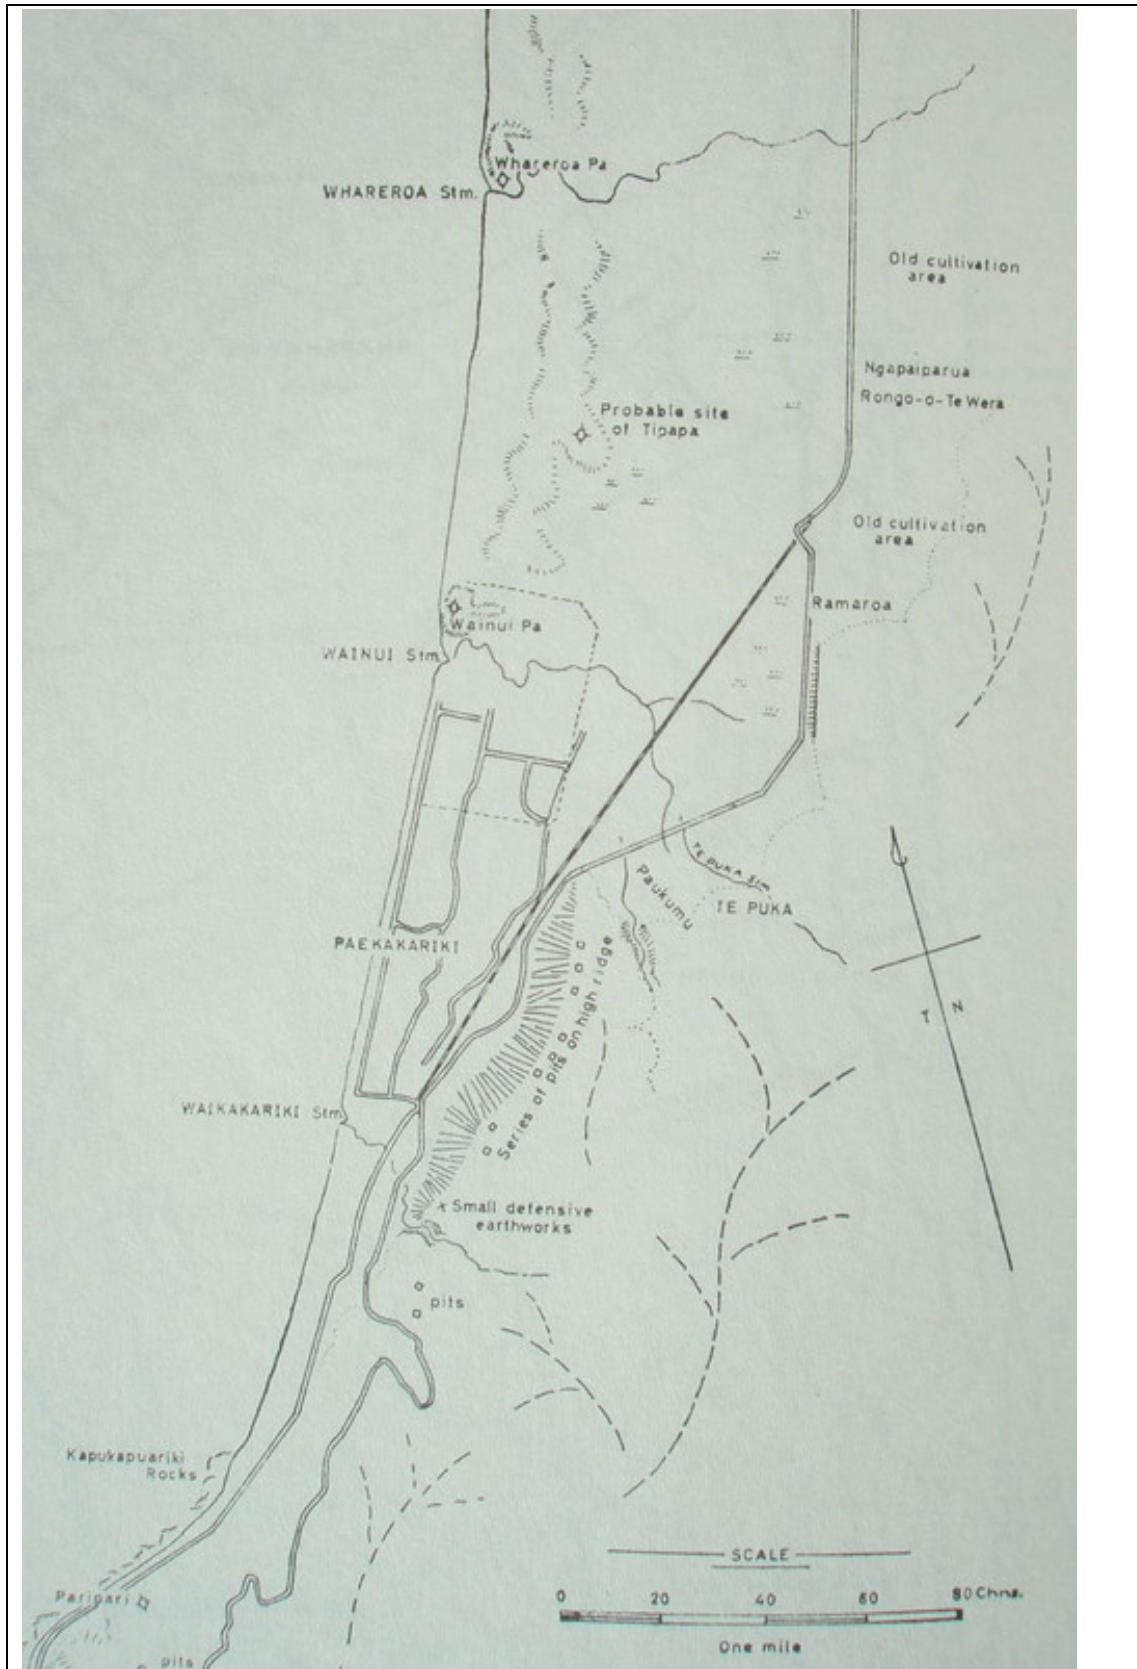 Whareroa Pa
WHAREROA Stm.
Old cultivation
area
Ngapaiparua
Rongo-o-Te Wera
Probable site
of Tipapa
Old cultivation
area
Ramaroa
Wainui Pa
WAINUI Stm
TE PUKA Stm
Paukumu
TE PUKA
PAEKAKARIKI
Series of pits on high ridge
T N
WAIKAKARIKI Stm
x Small defensive
earthworks
pits
Kapukapuariki
Rocks
SCALE
0 20 40 60 80 Chns.
One mile
Paripari
pits